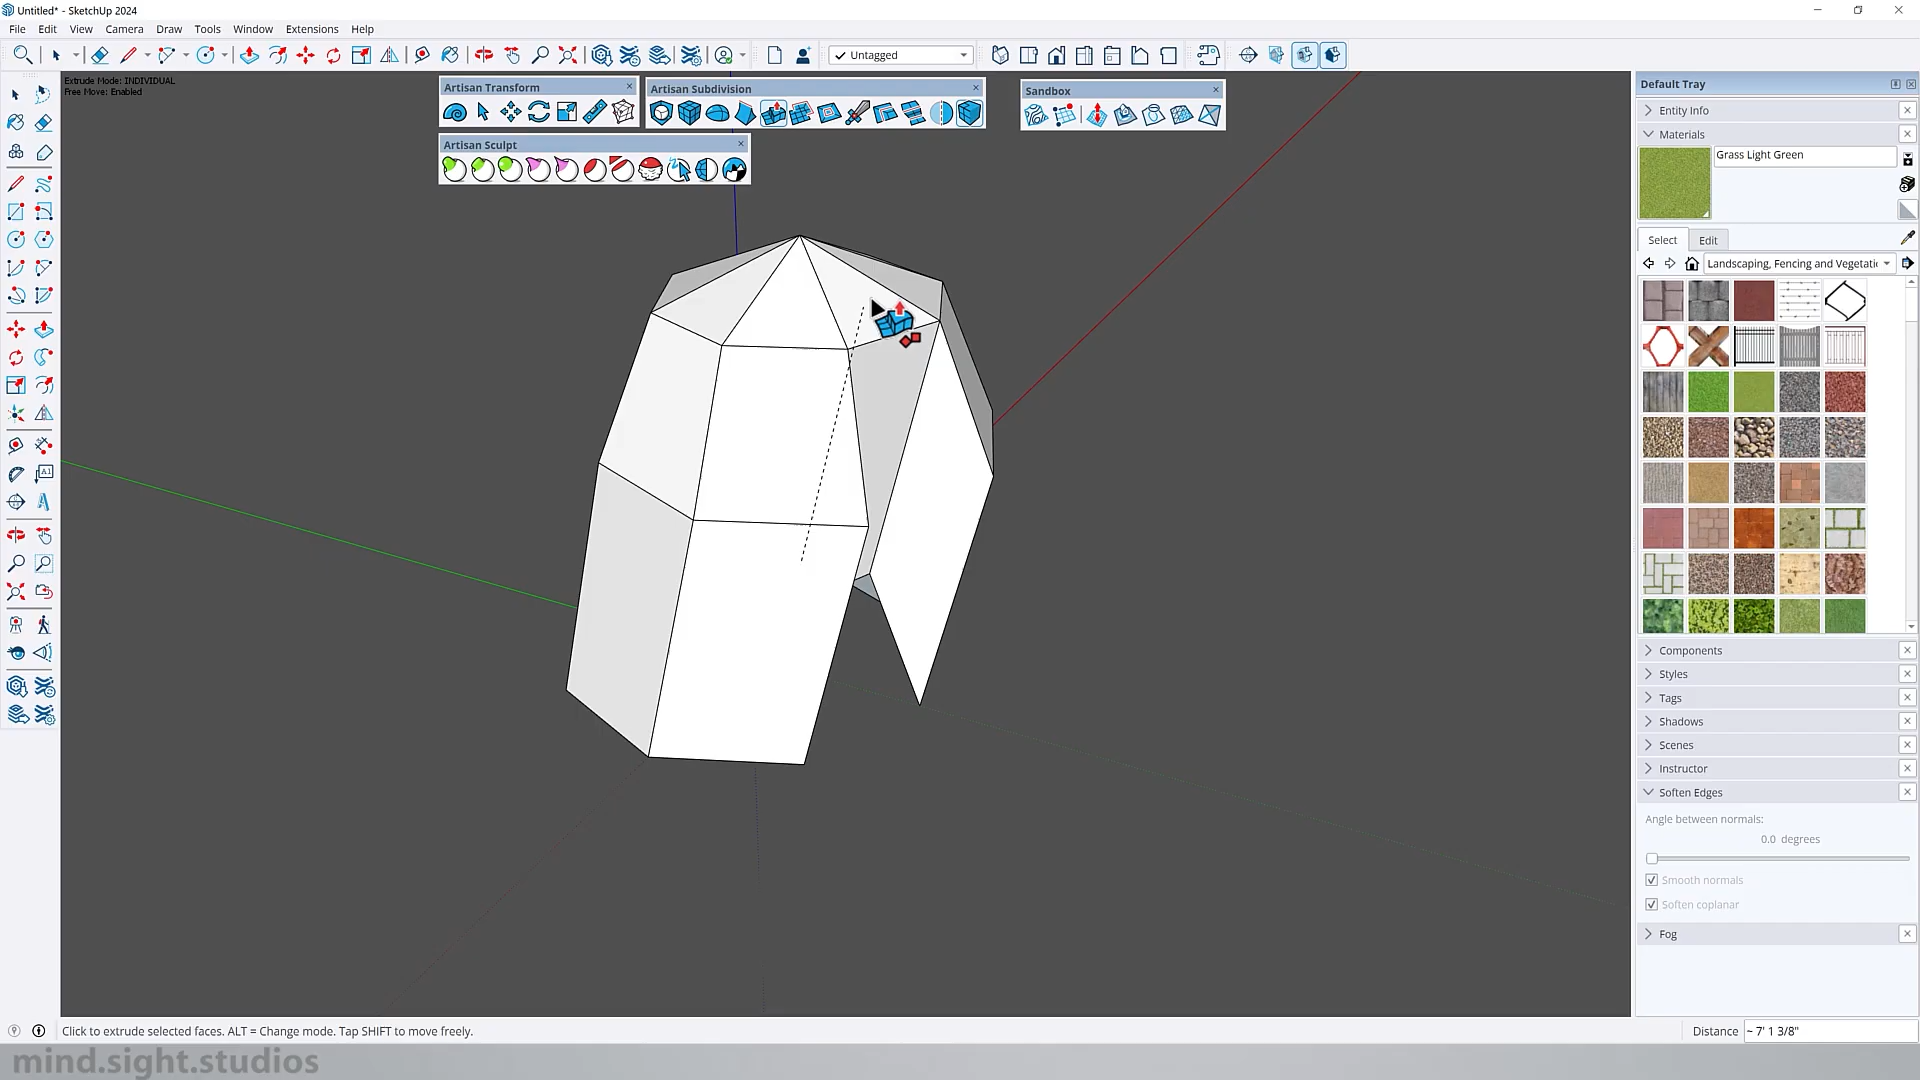 Untitled* - SketchUp 2024
File Edit View Camera Draw Tools Window Extensions Help
Untagged
Extrude Mode: INDIVIDUAL
Free Move: Enabled
Artisan Transform
Artisan Subdivision
Sandbox
Artisan Sculpt
Default Tray
Entity Info
Materials
Grass Light Green
Select Edit
Landscaping, Fencing and Vegetati
Components
Styles
Tags
Shadows
Scenes
Instructor
Soften Edges
Angle between normals:
0.0 degrees
Smooth normals
Soften coplanar
Fog
Click to extrude selected faces. ALT = Change mode. Tap SHIFT to move freely.
Distance ~ 7' 1 3/8"
mind.sight.studios